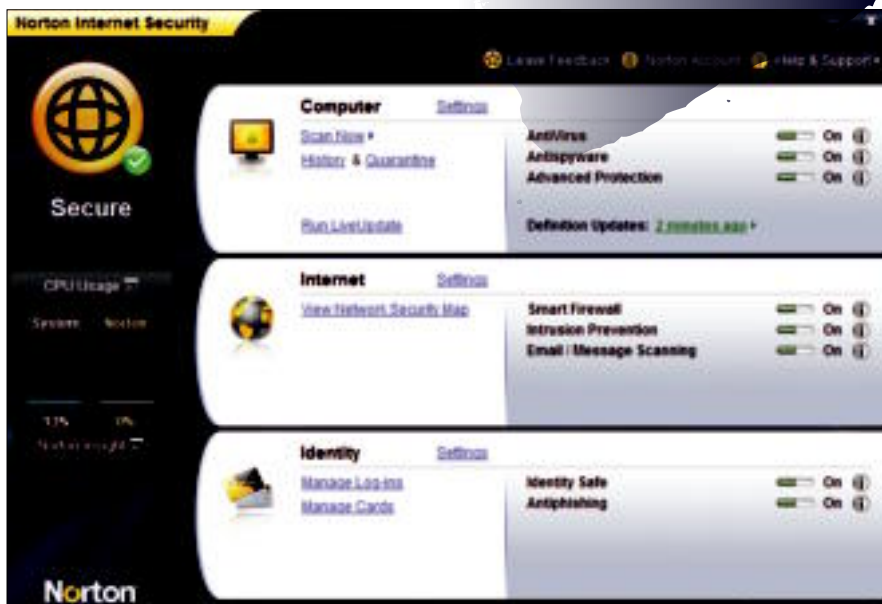 Norton Internet Security
Leave Feedback Norton Account Help & Support
Secure
Computer Settings
Scan Now
History & Quarantine
Run LiveUpdate
AntiVirus On
Antispyware On
Advanced Protection On
Definition Updates: 2 minutes ago
CPU Usage
System Norton
Norton Insight
Internet Settings
View Network Security Map
Smart Firewall On
Intrusion Prevention On
Email / Message Scanning On
Identity Settings
Manage Log-ins
Manage Cards
Identity Safe On
Antiphishing On
Norton